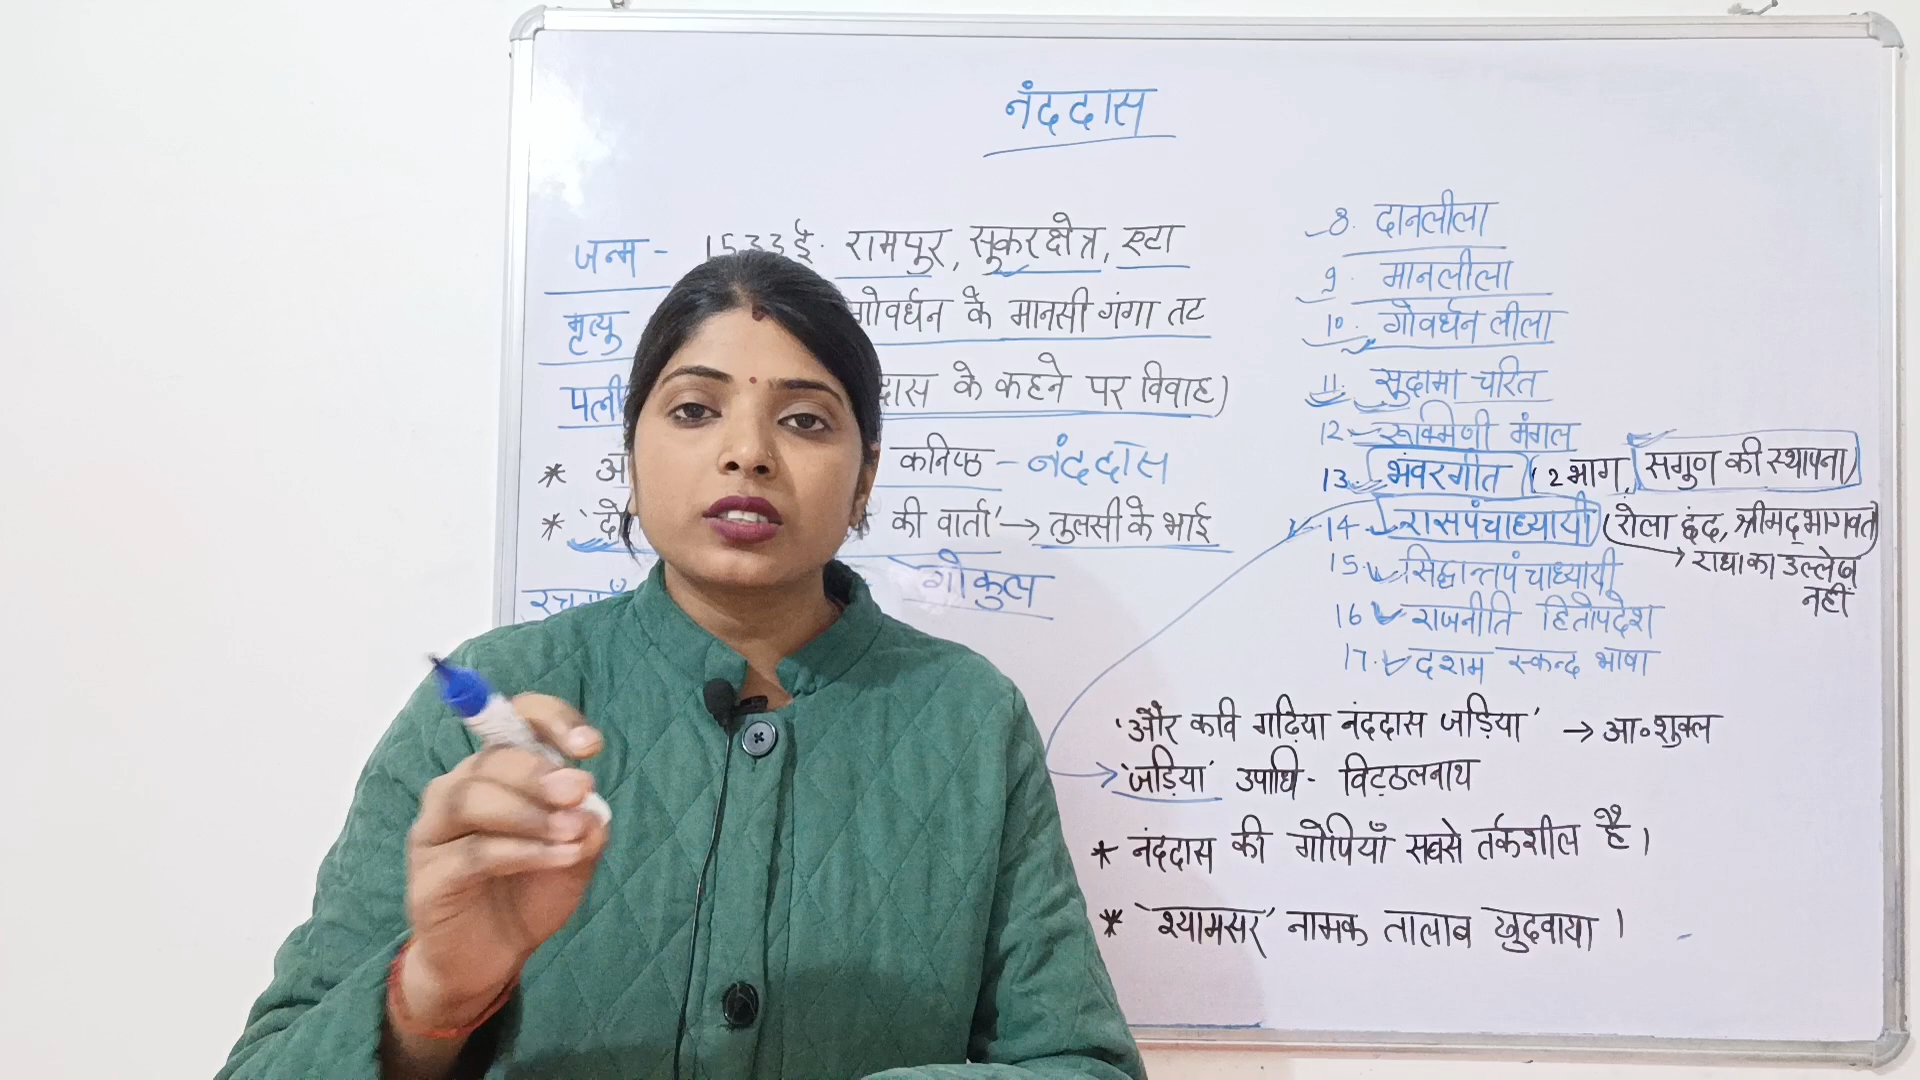 नंददास
जन्म - 1533 ई. रामपुर, सूकरक्षेत्र, एटा
मृत्यु गोवर्धन के मानसी गंगा तट
दास के कहने पर विवाह)
* कनिष्ठ - नंददास
* की वार्ता' → तुलसी के भाई
गोकुल
8. दानलीला
9. मानलीला
10. गोवर्धन लीला
11. सुदामा चरित
12. रूक्मिणी मंगल
13. भंवरगीत (2 भाग, सगुण की स्थापना)
14. रासपंचाध्यायी (रोला छंद, श्रीमद्भागवत)
→ राधा का उल्लेख नहीं
15. सिद्धान्तपंचाध्यायी
16 राजनीति हितोपदेश
17. दशम स्कन्द भाषा
'और कवि गढ़िया नंददास जड़िया' → आ॰ शुक्ल
'जड़िया' उपाधि - विट्ठलनाथ
* नंददास की गोपियाँ सबसे तर्कशील है।
* 'श्यामसर' नामक तालाब खुदवाया।